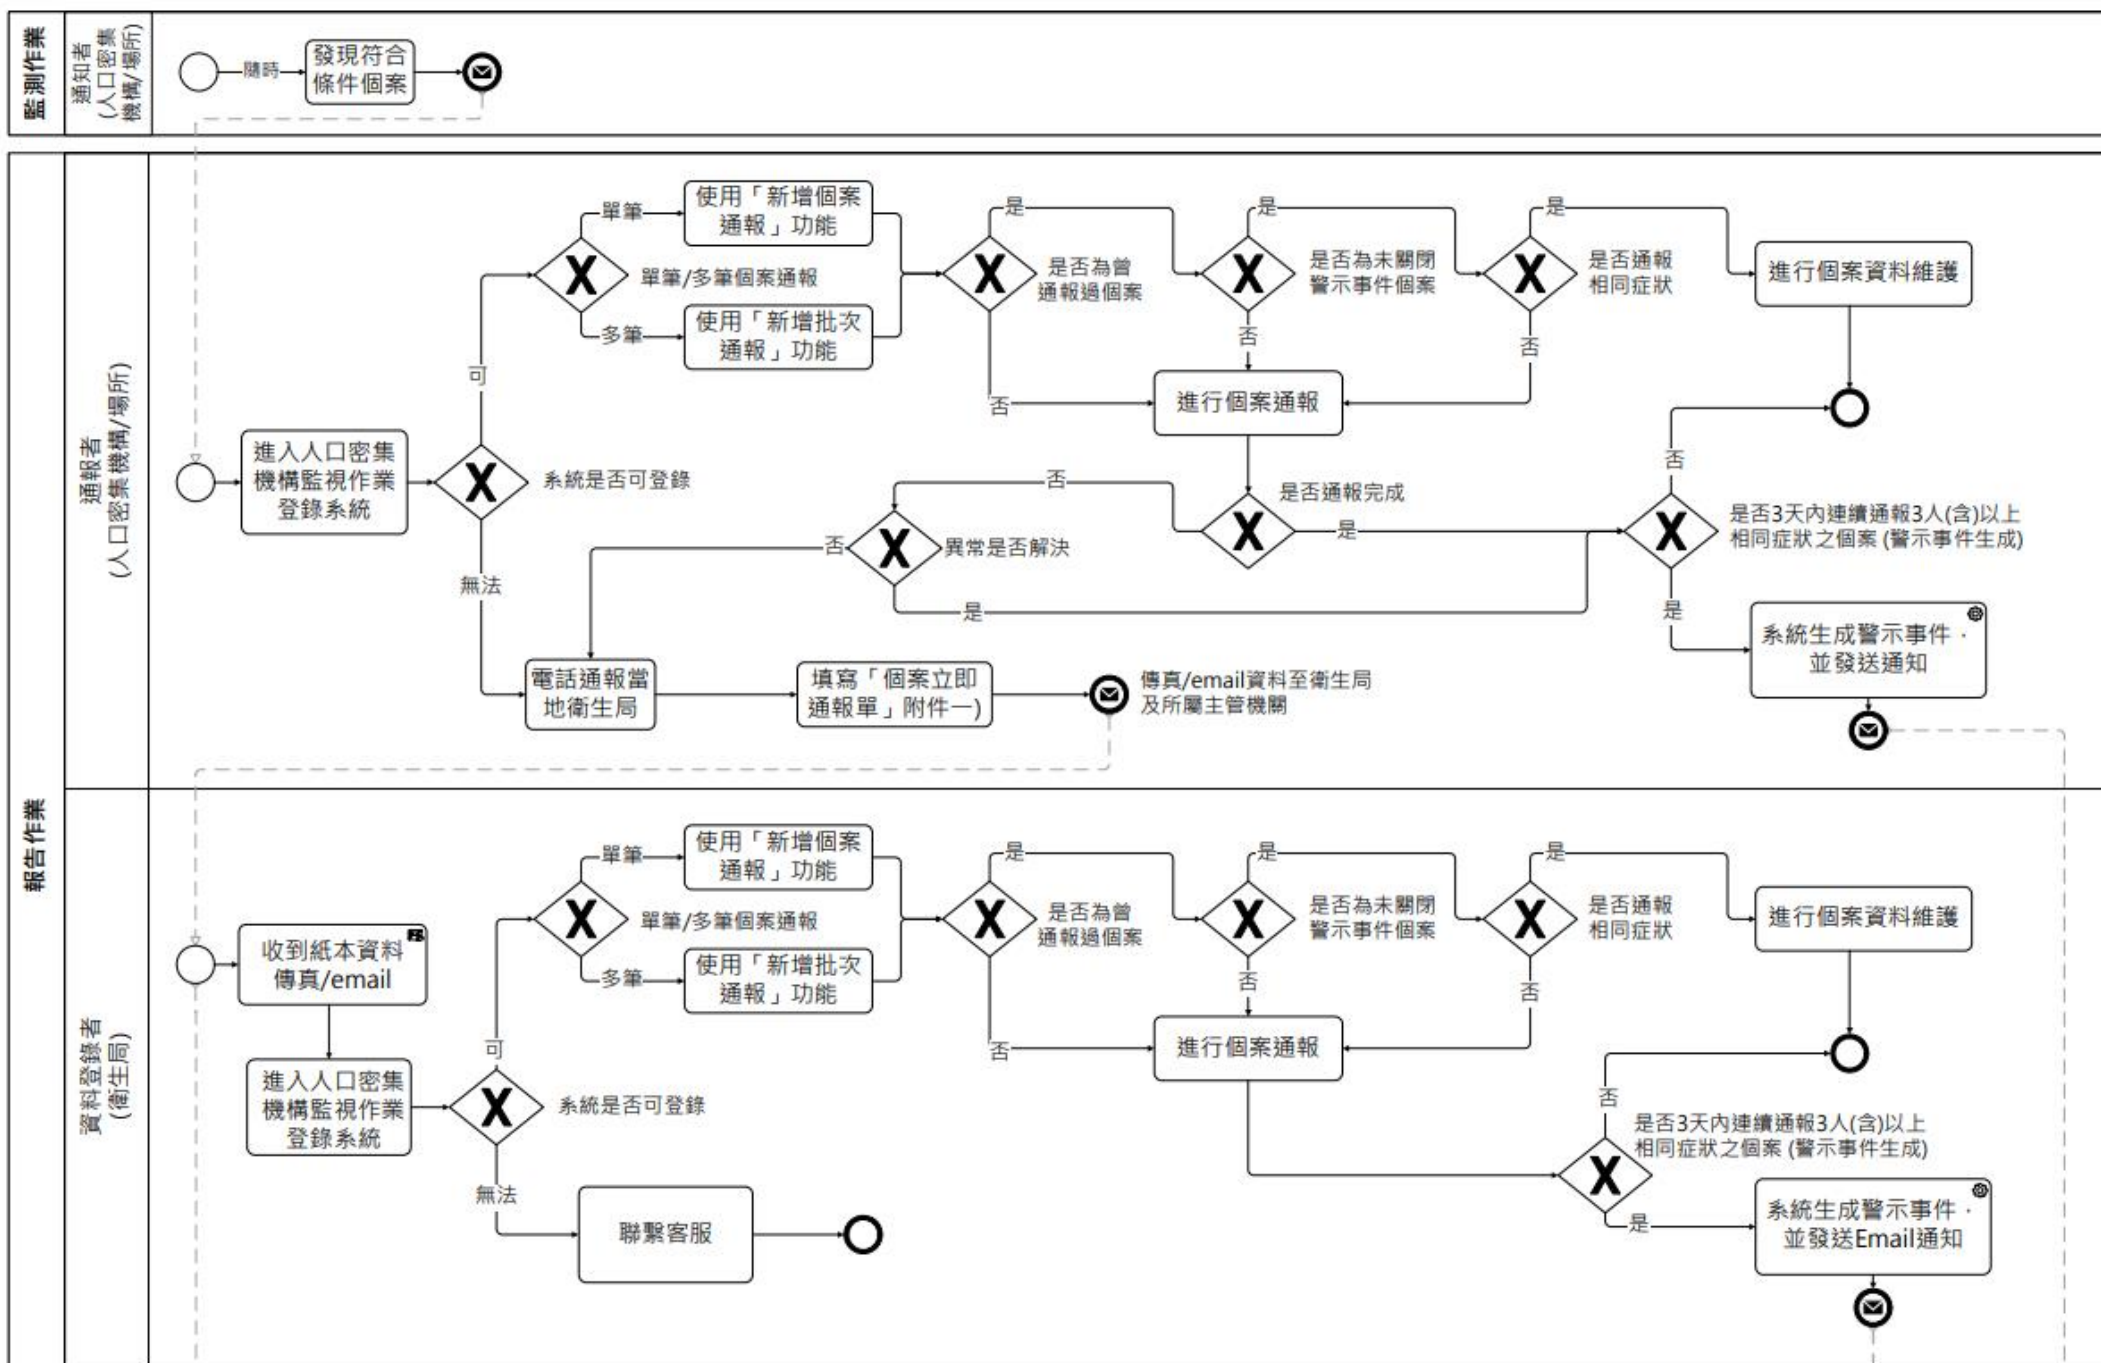 監測作業
通知者
(人口密集
機構/場所)
隨時
發現符合
條件個案
報告作業
通報者
(人口密集機構/場所)
進入人口密集
機構監視作業
登錄系統
系統是否可登錄
可
無法
單筆/多筆個案通報
單筆
使用「新增個案
通報」功能
多筆
使用「新增批次
通報」功能
是否為曾
通報過個案
是
否
是否為未關閉
警示事件個案
是
否
是否通報
相同症狀
是
否
進行個案資料維護
進行個案通報
是否通報完成
否
是
異常是否解決
否
是
是否3天內連續通報3人(含)以上
相同症狀之個案 (警示事件生成)
否
是
系統生成警示事件，
並發送通知
電話通報當
地衛生局
填寫「個案立即
通報單」附件一)
傳真/email資料至衛生局
及所屬主管機關
資料登錄者
(衛生局)
收到紙本資料
傳真/email
進入人口密集
機構監視作業
登錄系統
系統是否可登錄
可
無法
聯繫客服
單筆/多筆個案通報
單筆
使用「新增個案
通報」功能
多筆
使用「新增批次
通報」功能
是否為曾
通報過個案
是
否
是否為未關閉
警示事件個案
是
否
是否通報
相同症狀
是
否
進行個案資料維護
進行個案通報
是否3天內連續通報3人(含)以上
相同症狀之個案 (警示事件生成)
否
是
系統生成警示事件，
並發送Email通知